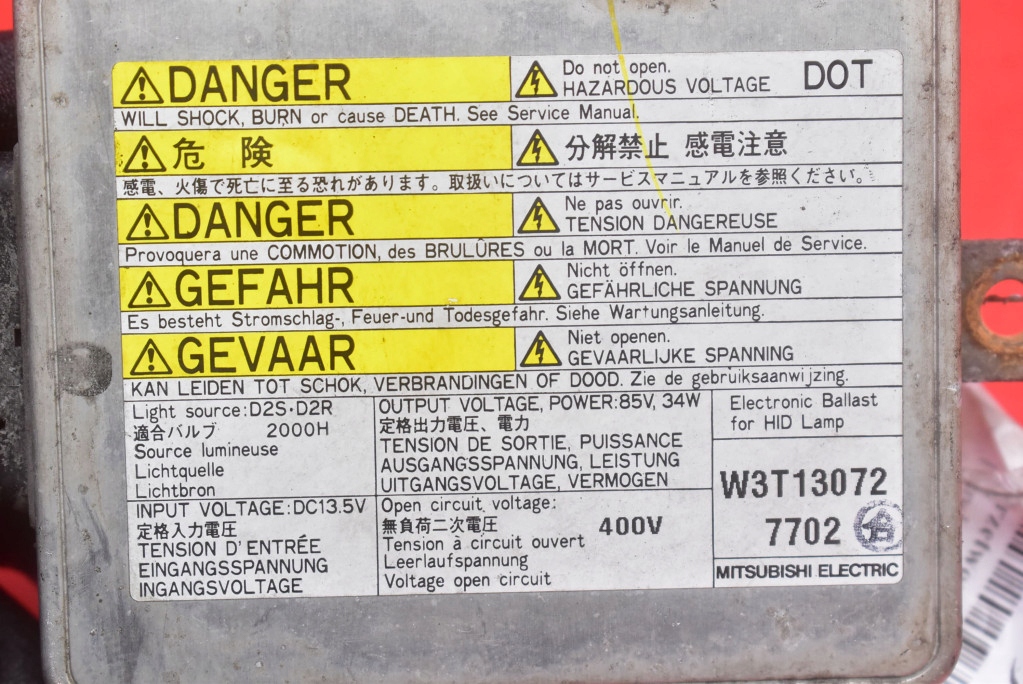 DANGER
Do not open.
HAZARDOUS VOLTAGE
DOT
WILL SHOCK, BURN or cause DEATH. See Service Manual.
危 険
分解禁止 感電注意
感電、火傷で死亡に至る恐れがあります。取扱いについてはサービスマニュアルを参照ください。
DANGER
Ne pas ouvrir.
TENSION DANGEREUSE
Provoquera une COMMOTION, des BRULÛRES ou la MORT. Voir le Manuel de Service.
GEFAHR
Nicht öffnen.
GEFÄHRLICHE SPANNUNG
Es besteht Stromschlag-, Feuer-und Todesgefahr. Siehe Wartungsanleitung.
GEVAAR
Niet openen.
GEVAARLIJKE SPANNING
KAN LEIDEN TOT SCHOK, VERBRANDINGEN OF DOOD. Zie de gebruiksaanwijzing.
Light source:D2S·D2R
適合バルブ 2000H
Source lumineuse
Lichtquelle
Lichtbron
OUTPUT VOLTAGE, POWER:85V, 34W
定格出力電圧、電力
TENSION DE SORTIE, PUISSANCE
AUSGANGSSPANNUNG, LEISTUNG
UITGANGSVOLTAGE, VERMOGEN
Electronic Ballast
for HID Lamp
INPUT VOLTAGE:DC13.5V
定格入力電圧
TENSION D'ENTRÉE
EINGANGSSPANNUNG
INGANGSVOLTAGE
Open circuit voltage:
無負荷二次電圧 400V
Tension à circuit ouvert
Leerlaufspannung
Voltage open circuit
W3T13072
7702 合
MITSUBISHI ELECTRIC